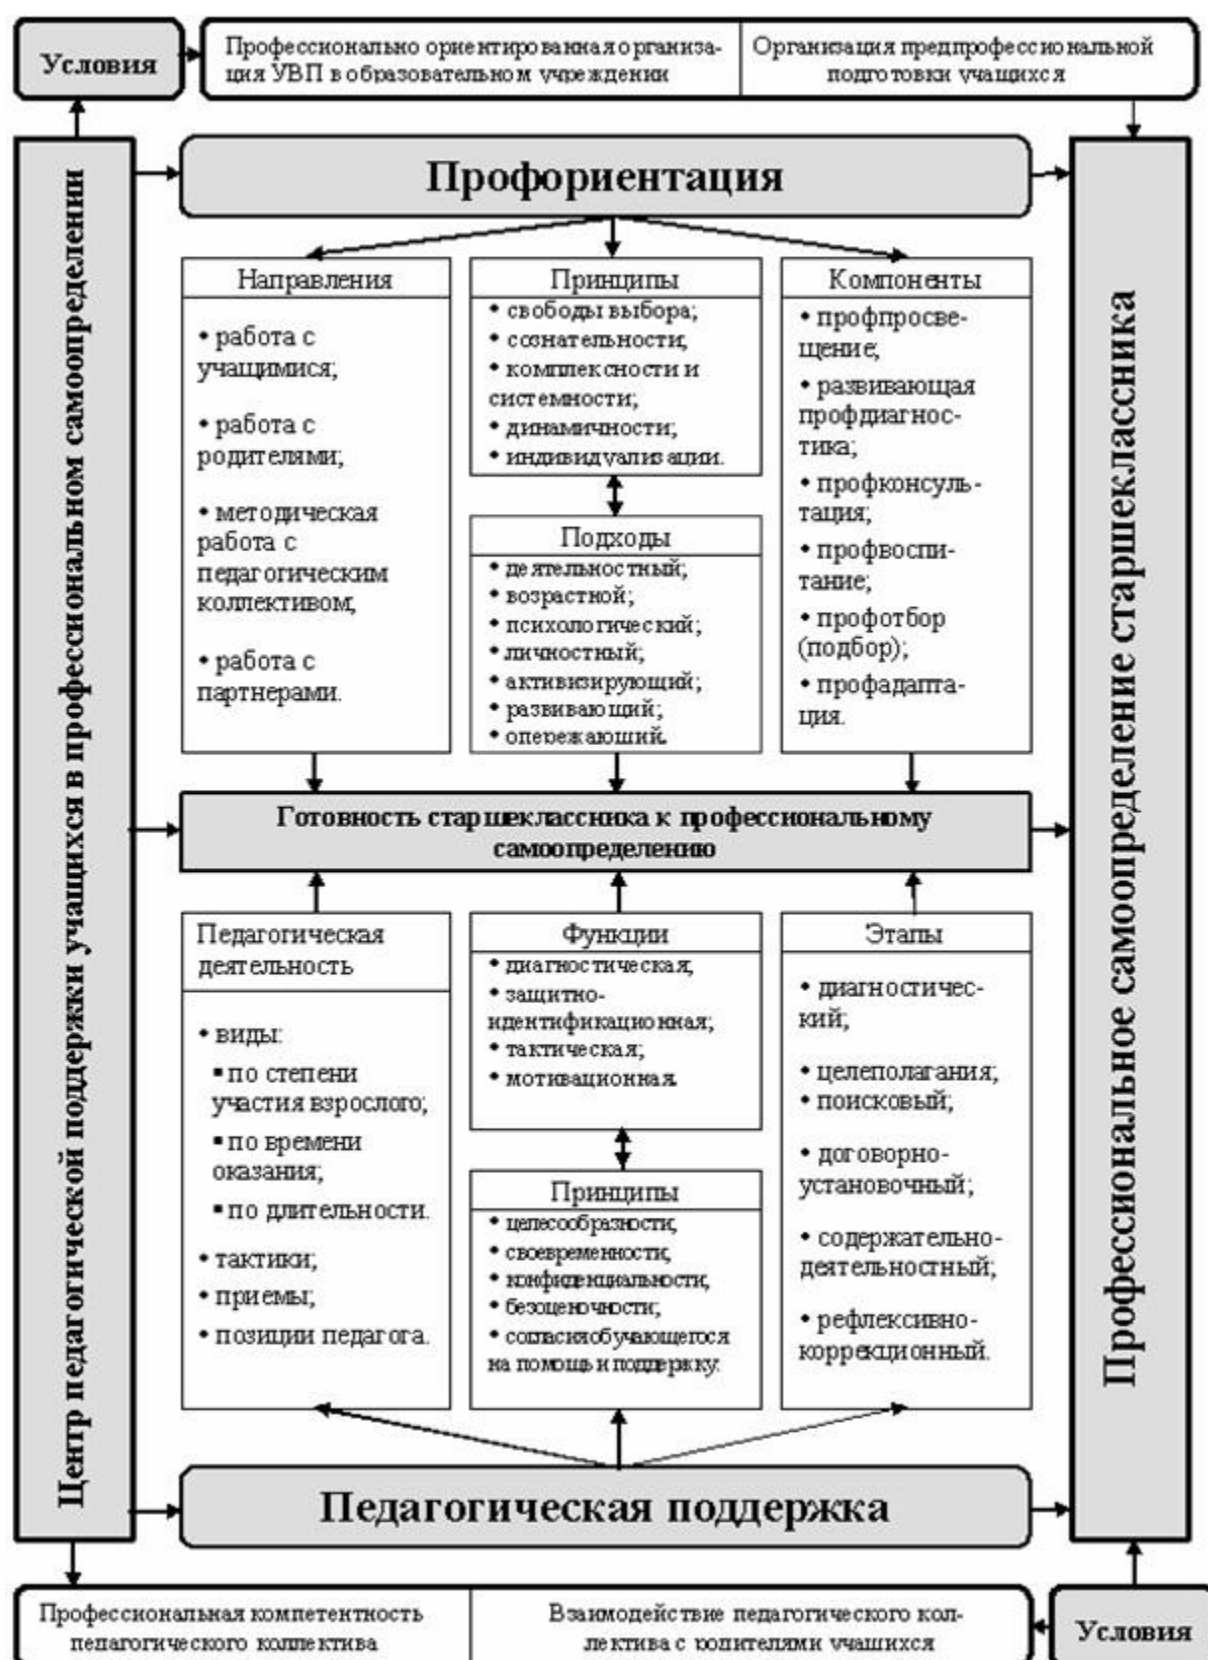 Условия
Профессионально ориентированная организа-
ция УВП в образовательном учреждении
Организация предпрофессиональной
подготовки учащихся
Центр педагогической поддержки учащихся в профессиональном самоопределении
Профориентация
Направления
• работа с
учащимися;
• работа с
родителями;
• методическая
работа с
педагогическим
коллективом;
• работа с
партнерами.
Принципы
• свободы выбора;
• сознательности;
• комплексности и
системности;
• динамичности;
• индивидуализации.
Подходы
• деятельностный;
• возрастной;
• психологический;
• личностный;
• активизирующий;
• развивающий;
• опережающий.
Компоненты
• профпросве-
щение;
• развивающая
профдиагнос-
тика;
• профконсуль-
тация;
• профвоспи-
тание;
• профотбор
(подбор);
• профадапта-
ция.
Готовность старшеклассника к профессиональному
самоопределению
Педагогическая
деятельность
• виды:
▪ по степени
участия взрослого;
▪ по времени
оказания;
▪ по длительности.
• тактики;
• приемы;
• позиции педагога.
Функции
• диагностическая;
• защитно-
идентификационная;
• тактическая;
• мотивационная.
Принципы
• целесообразности;
• своевременности;
• конфиденциальности;
• безоценочности;
• согласия обучающегося
на помощь и поддержку.
Этапы
• диагностичес-
кий;
• целеполагания;
• поисковый;
• договорно-
установочный;
• содержательно-
деятельностный;
• рефлексивно-
коррекционный.
Педагогическая поддержка
Профессиональное самоопределение старшеклассника
Профессиональная компетентность
педагогического коллектива
Взаимодействие педагогического кол-
лектива с родителями учащихся
Условия